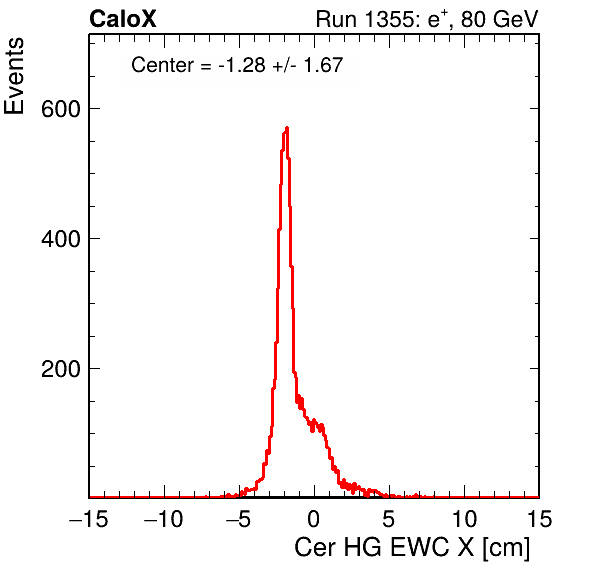 CaloX Run 1355: e⁺, 80 GeV
Center = -1.28 +/- 1.67
Events
600
400
200
−15 −10 −5 0 5 10 15
Cer HG EWC X [cm]